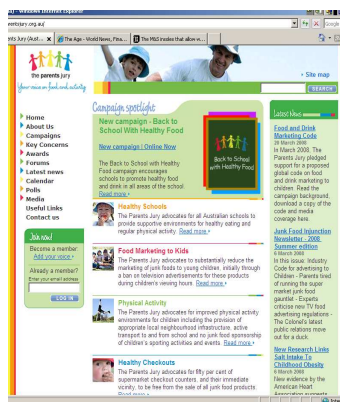 Windows Internet Explorer
entsjury.org.au/
Google
nts Jury (Aust...
The Age - World News, Fina...
The M&S insoles that allow w...
the parents jury
Your voice on food and activity
Site map
SEARCH
Home
About Us
Campaigns
Key Concerns
Awards
Forums
Latest news
Calendar
Polls
Media
Useful Links
Contact us
Join now!
Become a member
Add your voice
Already a member?
Enter your email address
LOG IN
Campaign spotlight
New campaign - Back to
School With Healthy Food
New campaign | Online Now
The Back to School with Healthy
Food campaign encourages
schools to promote healthy food
and drink in all areas of the school.
Read more
Back to School
with Healthy Food
Healthy Schools
The Parents Jury advocates for all Australian schools to
provide supportive environments for healthy eating and
regular physical activity. Read more
Food Marketing to Kids
The Parents Jury advocates to substantially reduce the
marketing of junk foods to young children, initially through
a ban on television advertisements for these products
during children's viewing hours. Read more
Physical Activity
The Parents Jury advocates for improved physical activity
environments for children including the provision of
appropriate local neighbourhood infrastructure, active
transport to and from school and no junk food sponsorship
of children's sporting activities and events. Read more
Healthy Checkouts
The Parents Jury advocates for fifty per cent of
supermarket checkout counters, and their immediate
vicinity, to be free from the sale of all junk food products.
Latest News
Food and Drink
Marketing Code
20 March 2008
In March 2008, The
Parents Jury pledged
support for a proposed
global code on food
and drink marketing to
children. Read the
campaign background,
download a copy of the
code and media
coverage here.
Junk Food Injunction
Newsletter - 2008,
Summer edition
6 March 2008
In this issue: Industry
Code for advertising to
Children - Parents tired
of running the super
market junk food
gauntlet - Experts
criticise new TV food
advertising regulations -
The Colonel's latest
public relations move
out for a duck.
New Research Links
Salt Intake To
Childhood Obesity
6 March 2008
New evidence by the
American Heart
Association suggests